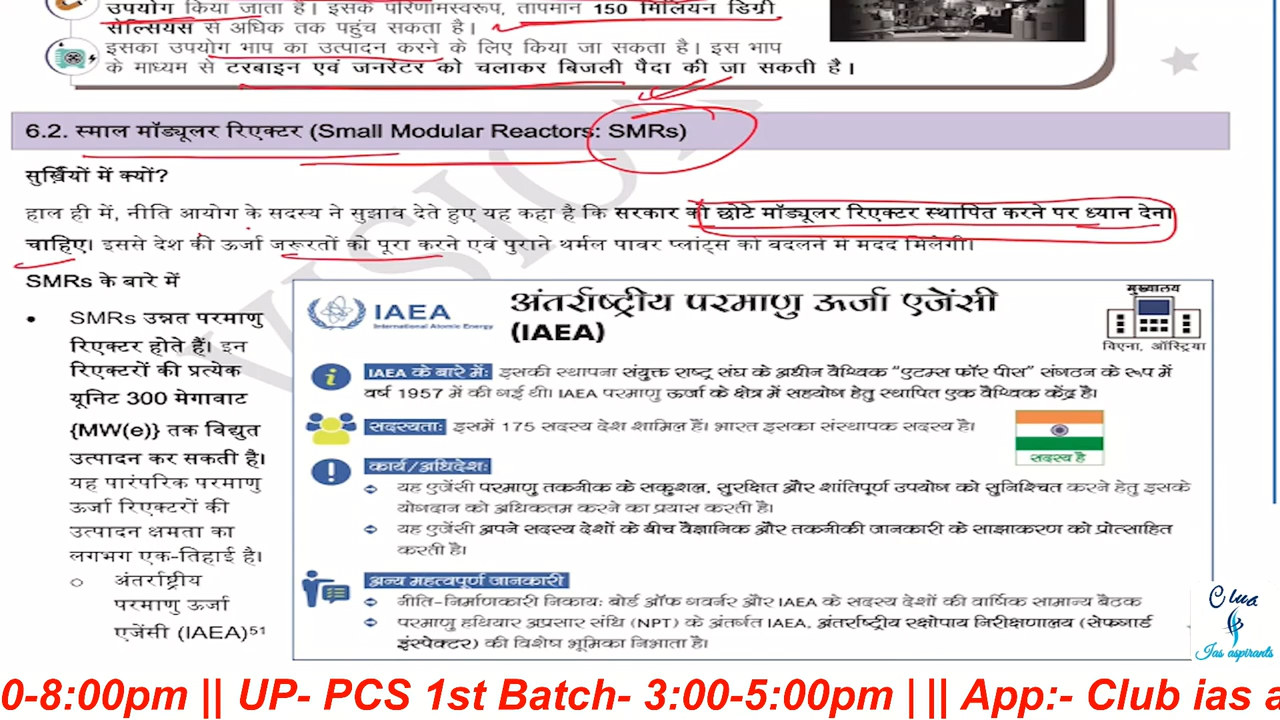 उपयोग किया जाता है। इसके परिणामस्वरूप, तापमान 150 मिलियन डिग्री
सेल्सियस से अधिक तक पहुंच सकता है।
इसका उपयोग भाप का उत्पादन करने के लिए किया जा सकता है। इस भाप
के माध्यम से टरबाइन एवं जनरेटर को चलाकर बिजली पैदा की जा सकती है।
6.2. स्माल मॉड्यूलर रिएक्टर (Small Modular Reactors: SMRs)
सुर्ख़ियों में क्यों?
हाल ही में, नीति आयोग के सदस्य ने सुझाव देते हुए यह कहा है कि सरकार को छोटे मॉड्यूलर रिएक्टर स्थापित करने पर ध्यान देना
चाहिए। इससे देश की ऊर्जा जरूरतों को पूरा करने एवं पुराने थर्मल पावर प्लांट्स को बदलने में मदद मिलेगी।
SMRs के बारे में
• SMRs उन्नत परमाणु
रिएक्टर होते हैं। इन
रिएक्टरों की प्रत्येक
यूनिट 300 मेगावाट
{MW(e)} तक विद्युत
उत्पादन कर सकती है।
यह पारंपरिक परमाणु
ऊर्जा रिएक्टरों की
उत्पादन क्षमता का
लगभग एक-तिहाई है।
○ अंतर्राष्ट्रीय
परमाणु ऊर्जा
एजेंसी (IAEA)51
IAEA
International Atomic Energy
अंतर्राष्ट्रीय परमाणु ऊर्जा एजेंसी
(IAEA)
मुख्यालय
विएना, ऑस्ट्रिया
IAEA के बारे में: इसकी स्थापना संयुक्त राष्ट्र संघ के अधीन वैश्विक “एटम्स फॉर पीस” संगठन के रूप में
वर्ष 1957 में की गई थी। IAEA परमाणु ऊर्जा के क्षेत्र में सहयोग हेतु स्थापित एक वैश्विक केंद्र है।
सदस्यता: इसमें 175 सदस्य देश शामिल हैं। भारत इसका संस्थापक सदस्य है।
सदस्य है
कार्य/अधिदेश:
यह एजेंसी परमाणु तकनीक के सकुशल, सुरक्षित और शांतिपूर्ण उपयोग को सुनिश्चित करने हेतु इसके
योगदान को अधिकतम करने का प्रयास करती है।
यह एजेंसी अपने सदस्य देशों के बीच वैज्ञानिक और तकनीकी जानकारी के साझाकरण को प्रोत्साहित
करती है।
अन्य महत्वपूर्ण जानकारी
नीति-निर्माणकारी निकाय: बोर्ड ऑफ गवर्नर और IAEA के सदस्य देशों की वार्षिक सामान्य बैठक
परमाणु हथियार अप्रसार संधि (NPT) के अंतर्गत IAEA, अंतर्राष्ट्रीय रक्षोपाय निरीक्षणालय (सेफगार्ड
इंस्पेक्टर) की विशेष भूमिका निभाता है।
VISION
Club
Ias aspirants
0-8:00pm || UP- PCS 1st Batch- 3:00-5:00pm | || App:- Club ias a